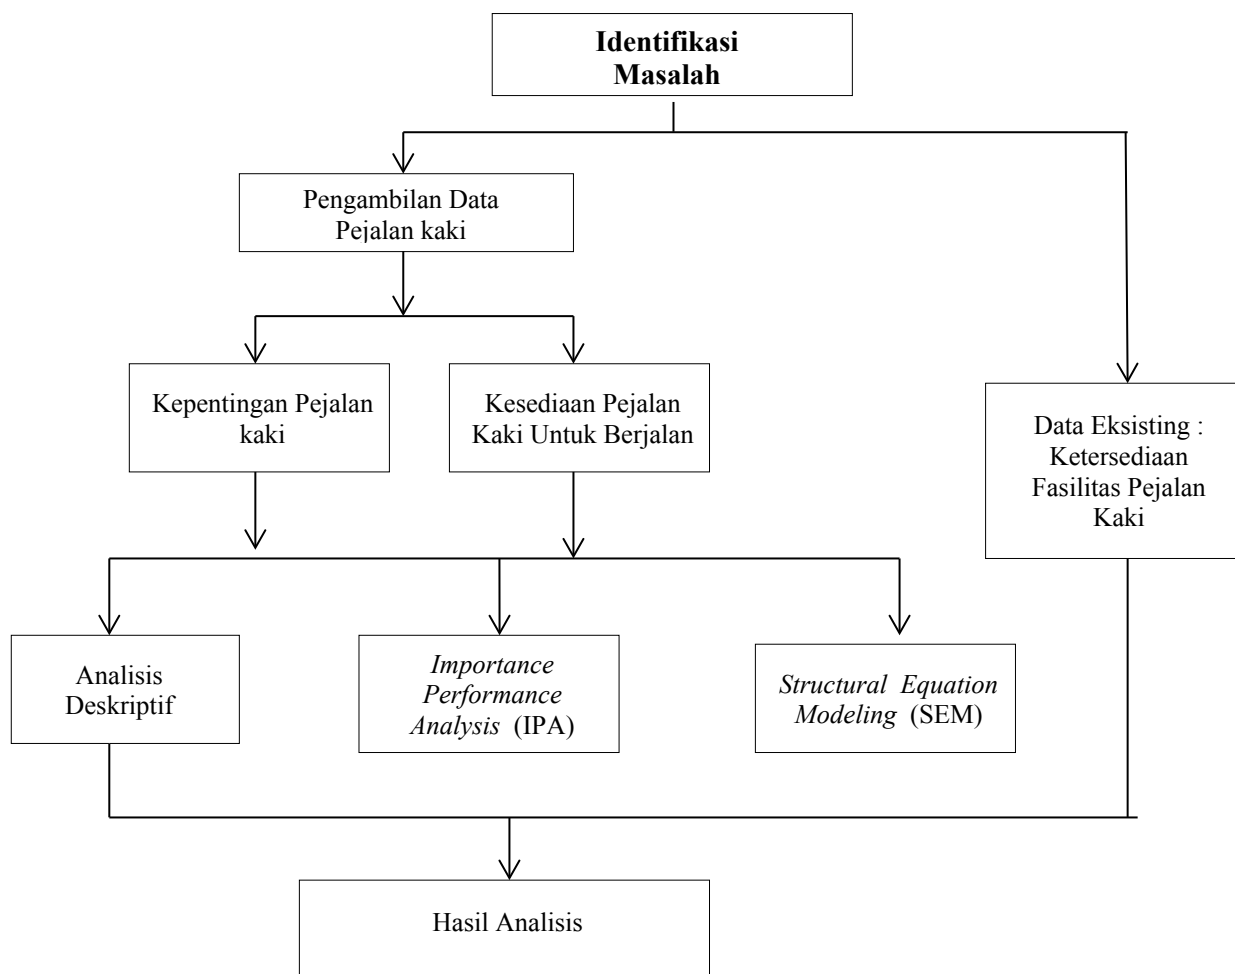 Identifikasi
Masalah
Pengambilan Data
Pejalan kaki
Kepentingan Pejalan
kaki
Kesediaan Pejalan
Kaki Untuk Berjalan
Data Eksisting :
Ketersediaan
Fasilitas Pejalan
Kaki
Analisis
Deskriptif
Importance
Performance
Analysis (IPA)
Structural Equation
Modeling (SEM)
Hasil Analisis